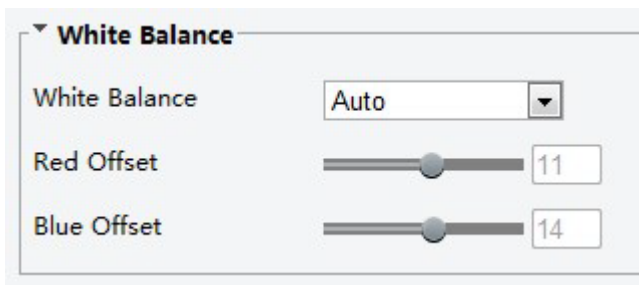 White Balance
White Balance Auto
Red Offset 11
Blue Offset 14